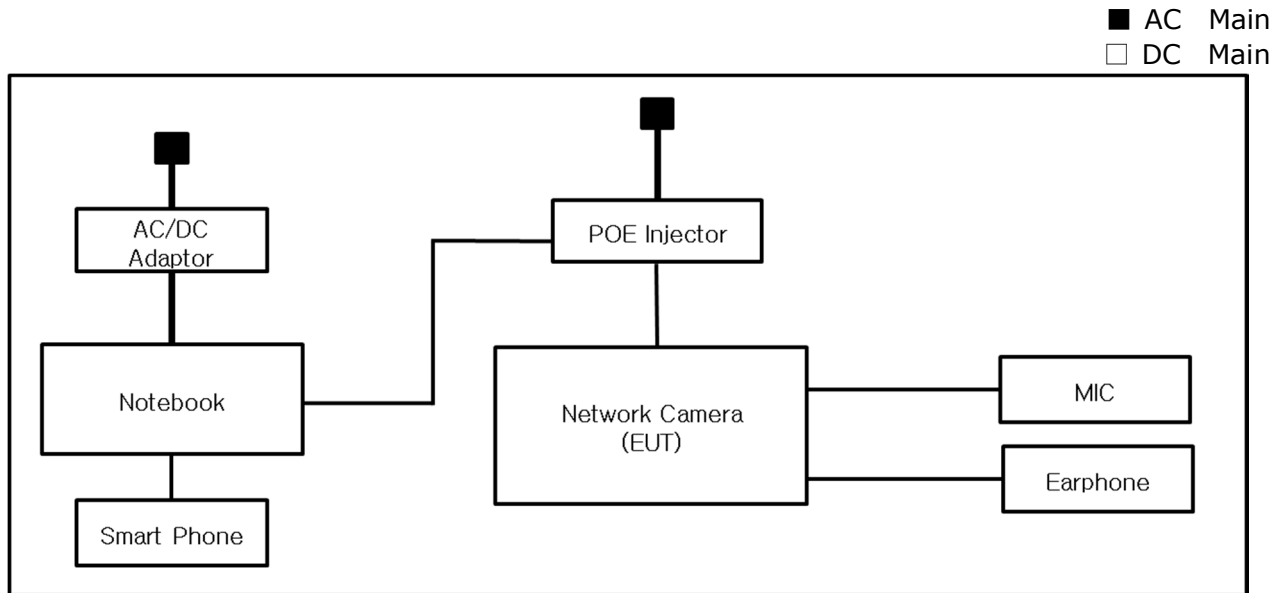 ■ AC Main
□ DC Main
AC/DC
Adaptor
POE Injector
Notebook
Network Camera
(EUT)
MIC
Earphone
Smart Phone